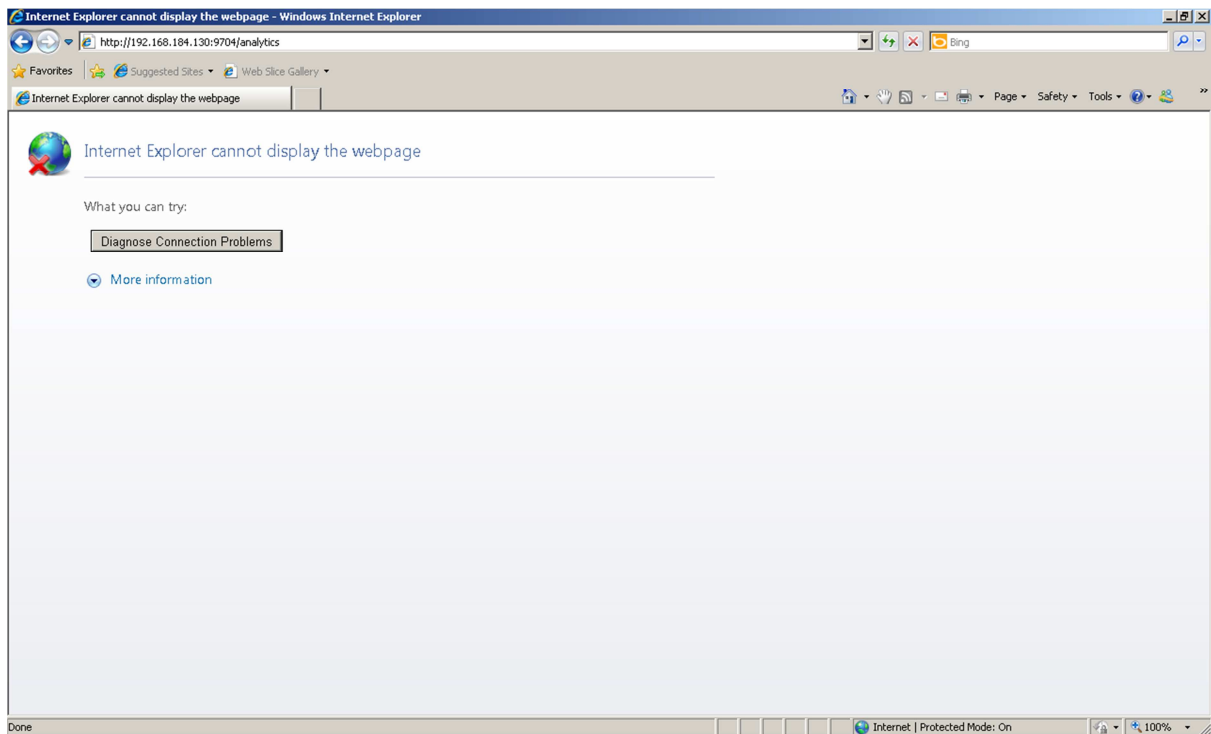 Internet Explorer cannot display the webpage - Windows Internet Explorer
http://192.168.184.130:9704/analytics
Bing
Favorites Suggested Sites Web Slice Gallery
Internet Explorer cannot display the webpage
Page Safety Tools
Internet Explorer cannot display the webpage
What you can try:
Diagnose Connection Problems
More information
Done Internet | Protected Mode: On 100%